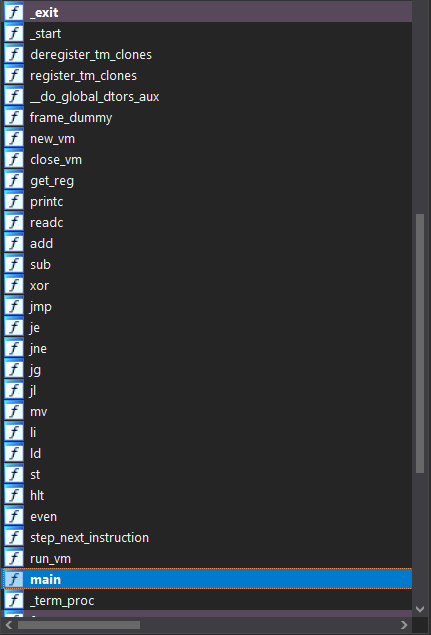 _exit
_start
deregister_tm_clones
register_tm_clones
__do_global_dtors_aux
frame_dummy
new_vm
close_vm
get_reg
printc
readc
add
sub
xor
jmp
je
jne
jg
jl
mv
li
ld
st
hlt
even
step_next_instruction
run_vm
main
_term_proc